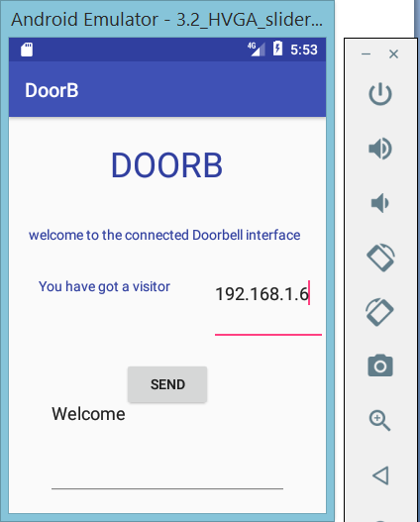 Android Emulator - 3.2_HVGA_slider...
4G 5:53
DoorB
DOORB
welcome to the connected Doorbell interface
You have got a visitor
192.168.1.6
SEND
Welcome